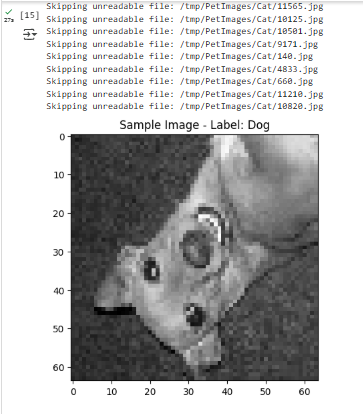 Skipping unreadable file: /tmp/PetImages/Cat/11565.jpg
[15] Skipping unreadable file: /tmp/PetImages/Cat/10125.jpg
27s
Skipping unreadable file: /tmp/PetImages/Cat/10501.jpg
Skipping unreadable file: /tmp/PetImages/Cat/9171.jpg
Skipping unreadable file: /tmp/PetImages/Cat/140.jpg
Skipping unreadable file: /tmp/PetImages/Cat/4833.jpg
Skipping unreadable file: /tmp/PetImages/Cat/660.jpg
Skipping unreadable file: /tmp/PetImages/Cat/11210.jpg
Skipping unreadable file: /tmp/PetImages/Cat/10820.jpg
Sample Image - Label: Dog
0
10
20
30
40
50
60
0 10 20 30 40 50 60